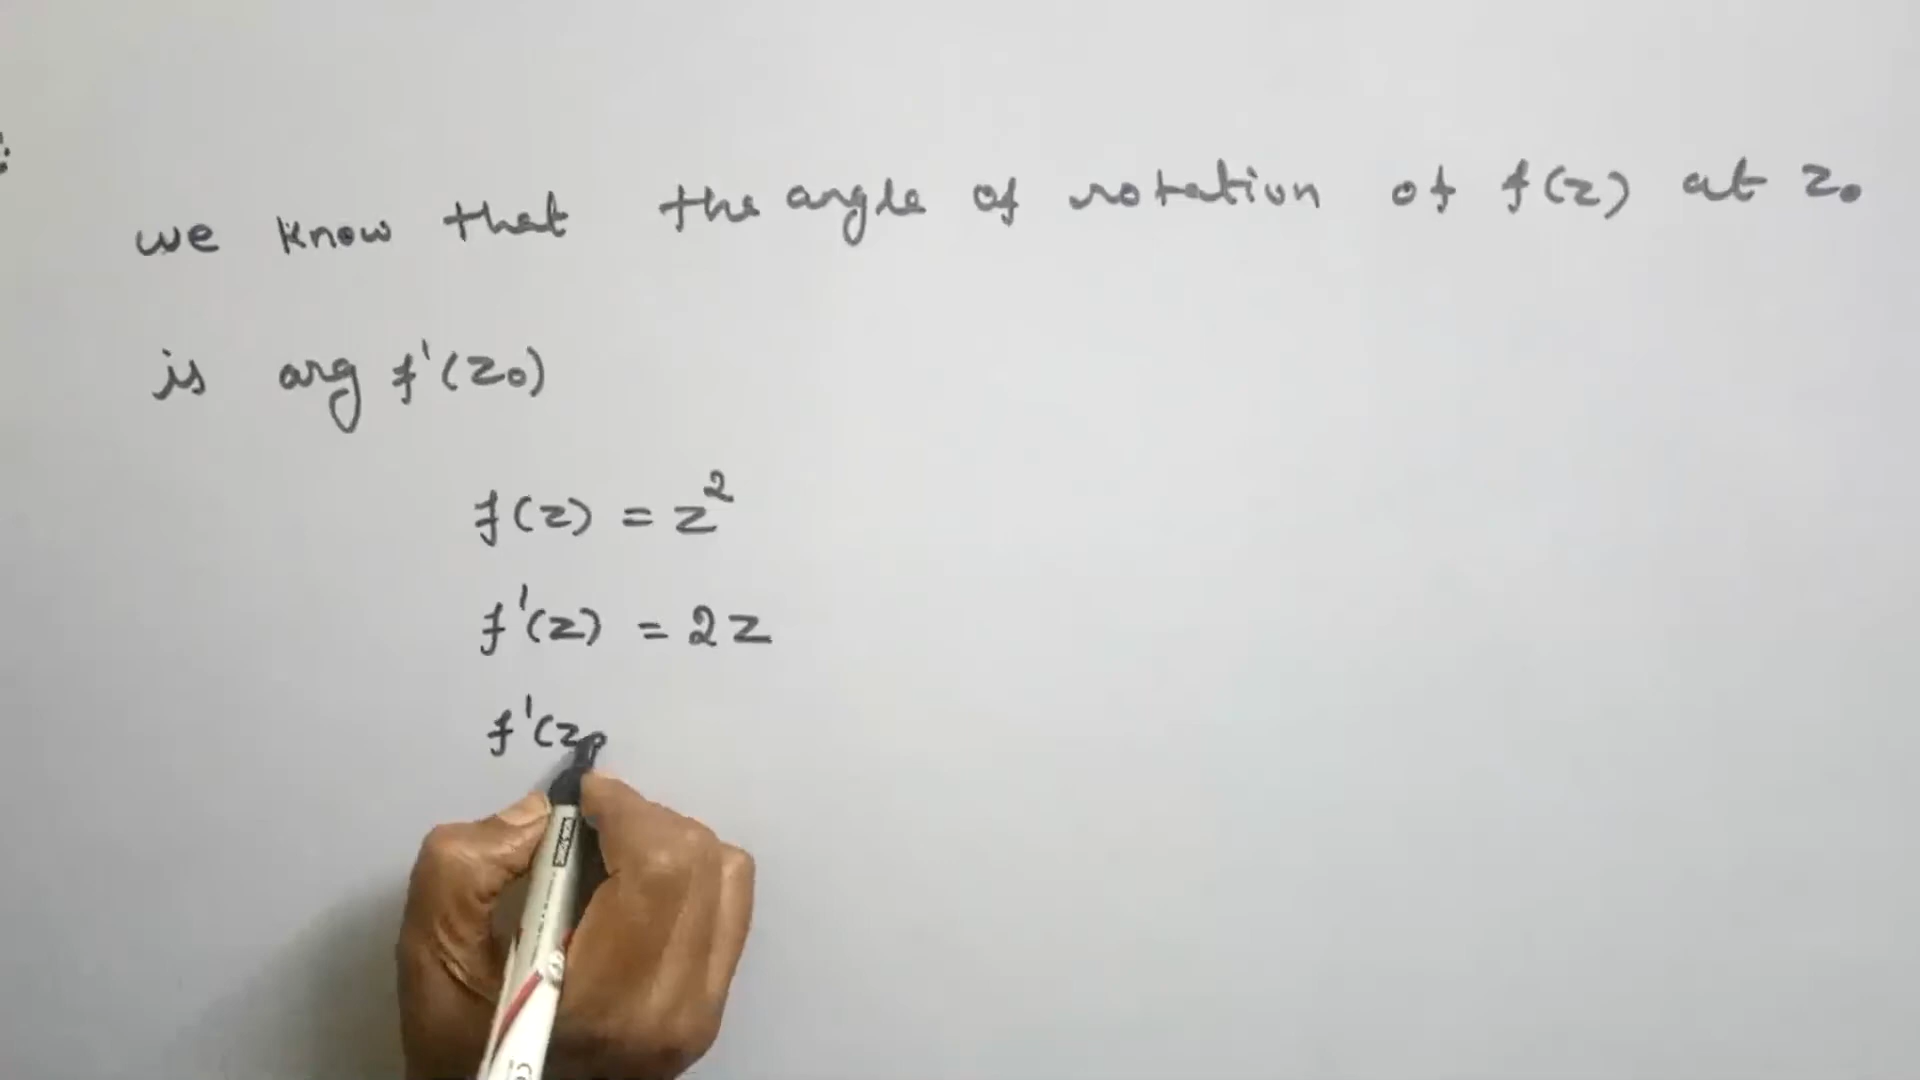 we know that the angle of rotation of f(z) at z₀
is arg f'(z₀)
f(z) = z²
f'(z) = 2z
f'(z₀